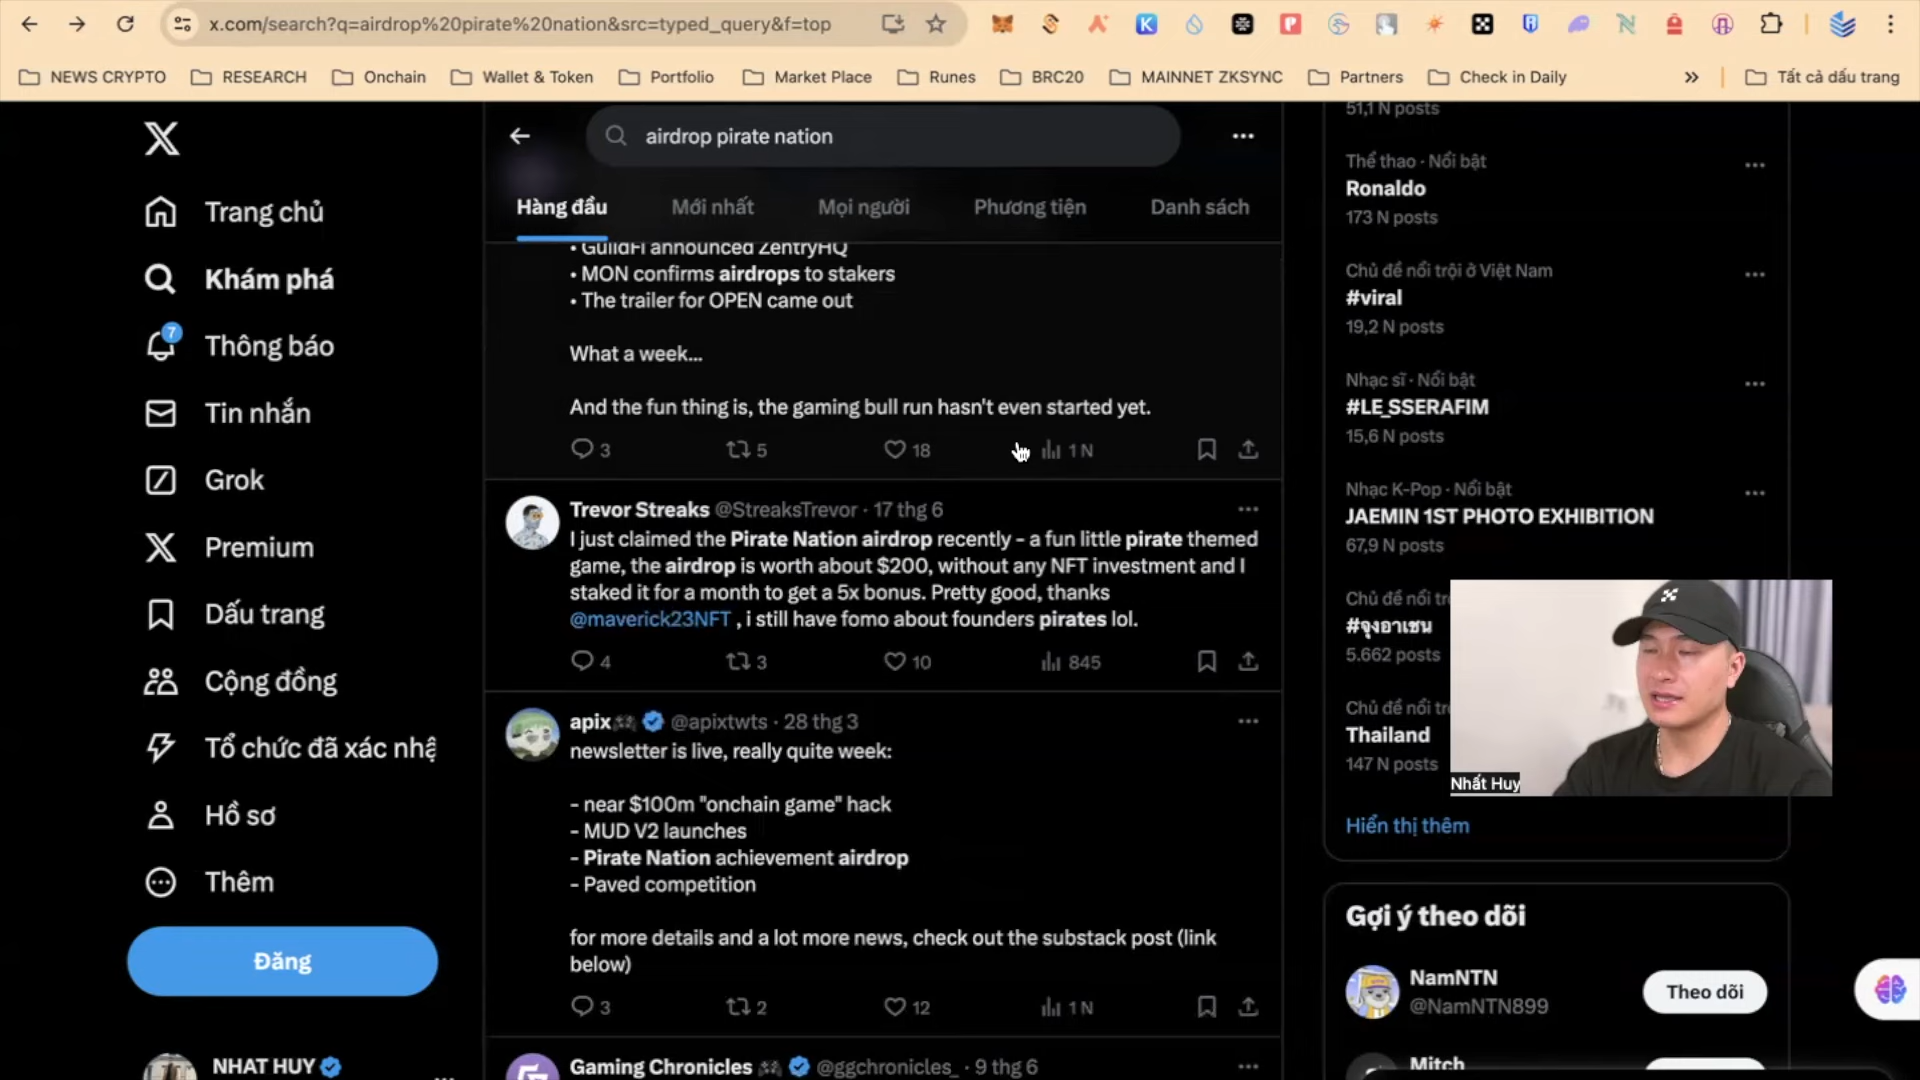 x.com/search?q=airdrop%20pirate%20nation&src=typed_query&f=top
NEWS CRYPTO
RESEARCH
Onchain
Wallet & Token
Portfolio
Market Place
Runes
BRC20
MAINNET ZKSYNC
Partners
Check in Daily
Tất cả dấu trang
Trang chủ
Khám phá
7
Thông báo
Tin nhắn
Grok
Premium
Dấu trang
Cộng đồng
Tổ chức đã xác nhậ
Hồ sơ
Thêm
Đăng
NHAT HUY
airdrop pirate nation
Hàng đầu
Mới nhất
Mọi người
Phương tiện
Danh sách
• GuildFi announced ZentryHQ
• MON confirms airdrops to stakers
• The trailer for OPEN came out
What a week...
And the fun thing is, the gaming bull run hasn't even started yet.
3 5 18 1 N
Trevor Streaks @StreaksTrevor · 17 thg 6
I just claimed the Pirate Nation airdrop recently - a fun little pirate themed
game, the airdrop is worth about $200, without any NFT investment and I
staked it for a month to get a 5x bonus. Pretty good, thanks
@maverick23NFT , i still have fomo about founders pirates lol.
4 3 10 845
apix @apixtwts · 28 thg 3
newsletter is live, really quite week:
- near $100m "onchain game" hack
- MUD V2 launches
- Pirate Nation achievement airdrop
- Paved competition
for more details and a lot more news, check out the substack post (link
below)
3 2 12 1 N
Gaming Chronicles @ggchronicles_ · 9 thg 6
51,1 N posts
Thể thao · Nổi bật
Ronaldo
173 N posts
Chủ đề nổi trội ở Việt Nam
#viral
19,2 N posts
Nhạc sĩ · Nổi bật
#LE_SSERAFIM
15,6 N posts
Nhạc K-Pop · Nổi bật
JAEMIN 1ST PHOTO EXHIBITION
67,9 N posts
Chủ đề nổi trộ
#จุงอาเชน
5.662 posts
Chủ đề nổi trộ
Thailand
147 N posts
Nhất Huy
Hiển thị thêm
Gợi ý theo dõi
NamNTN
@NamNTN899
Theo dõi
Mitch